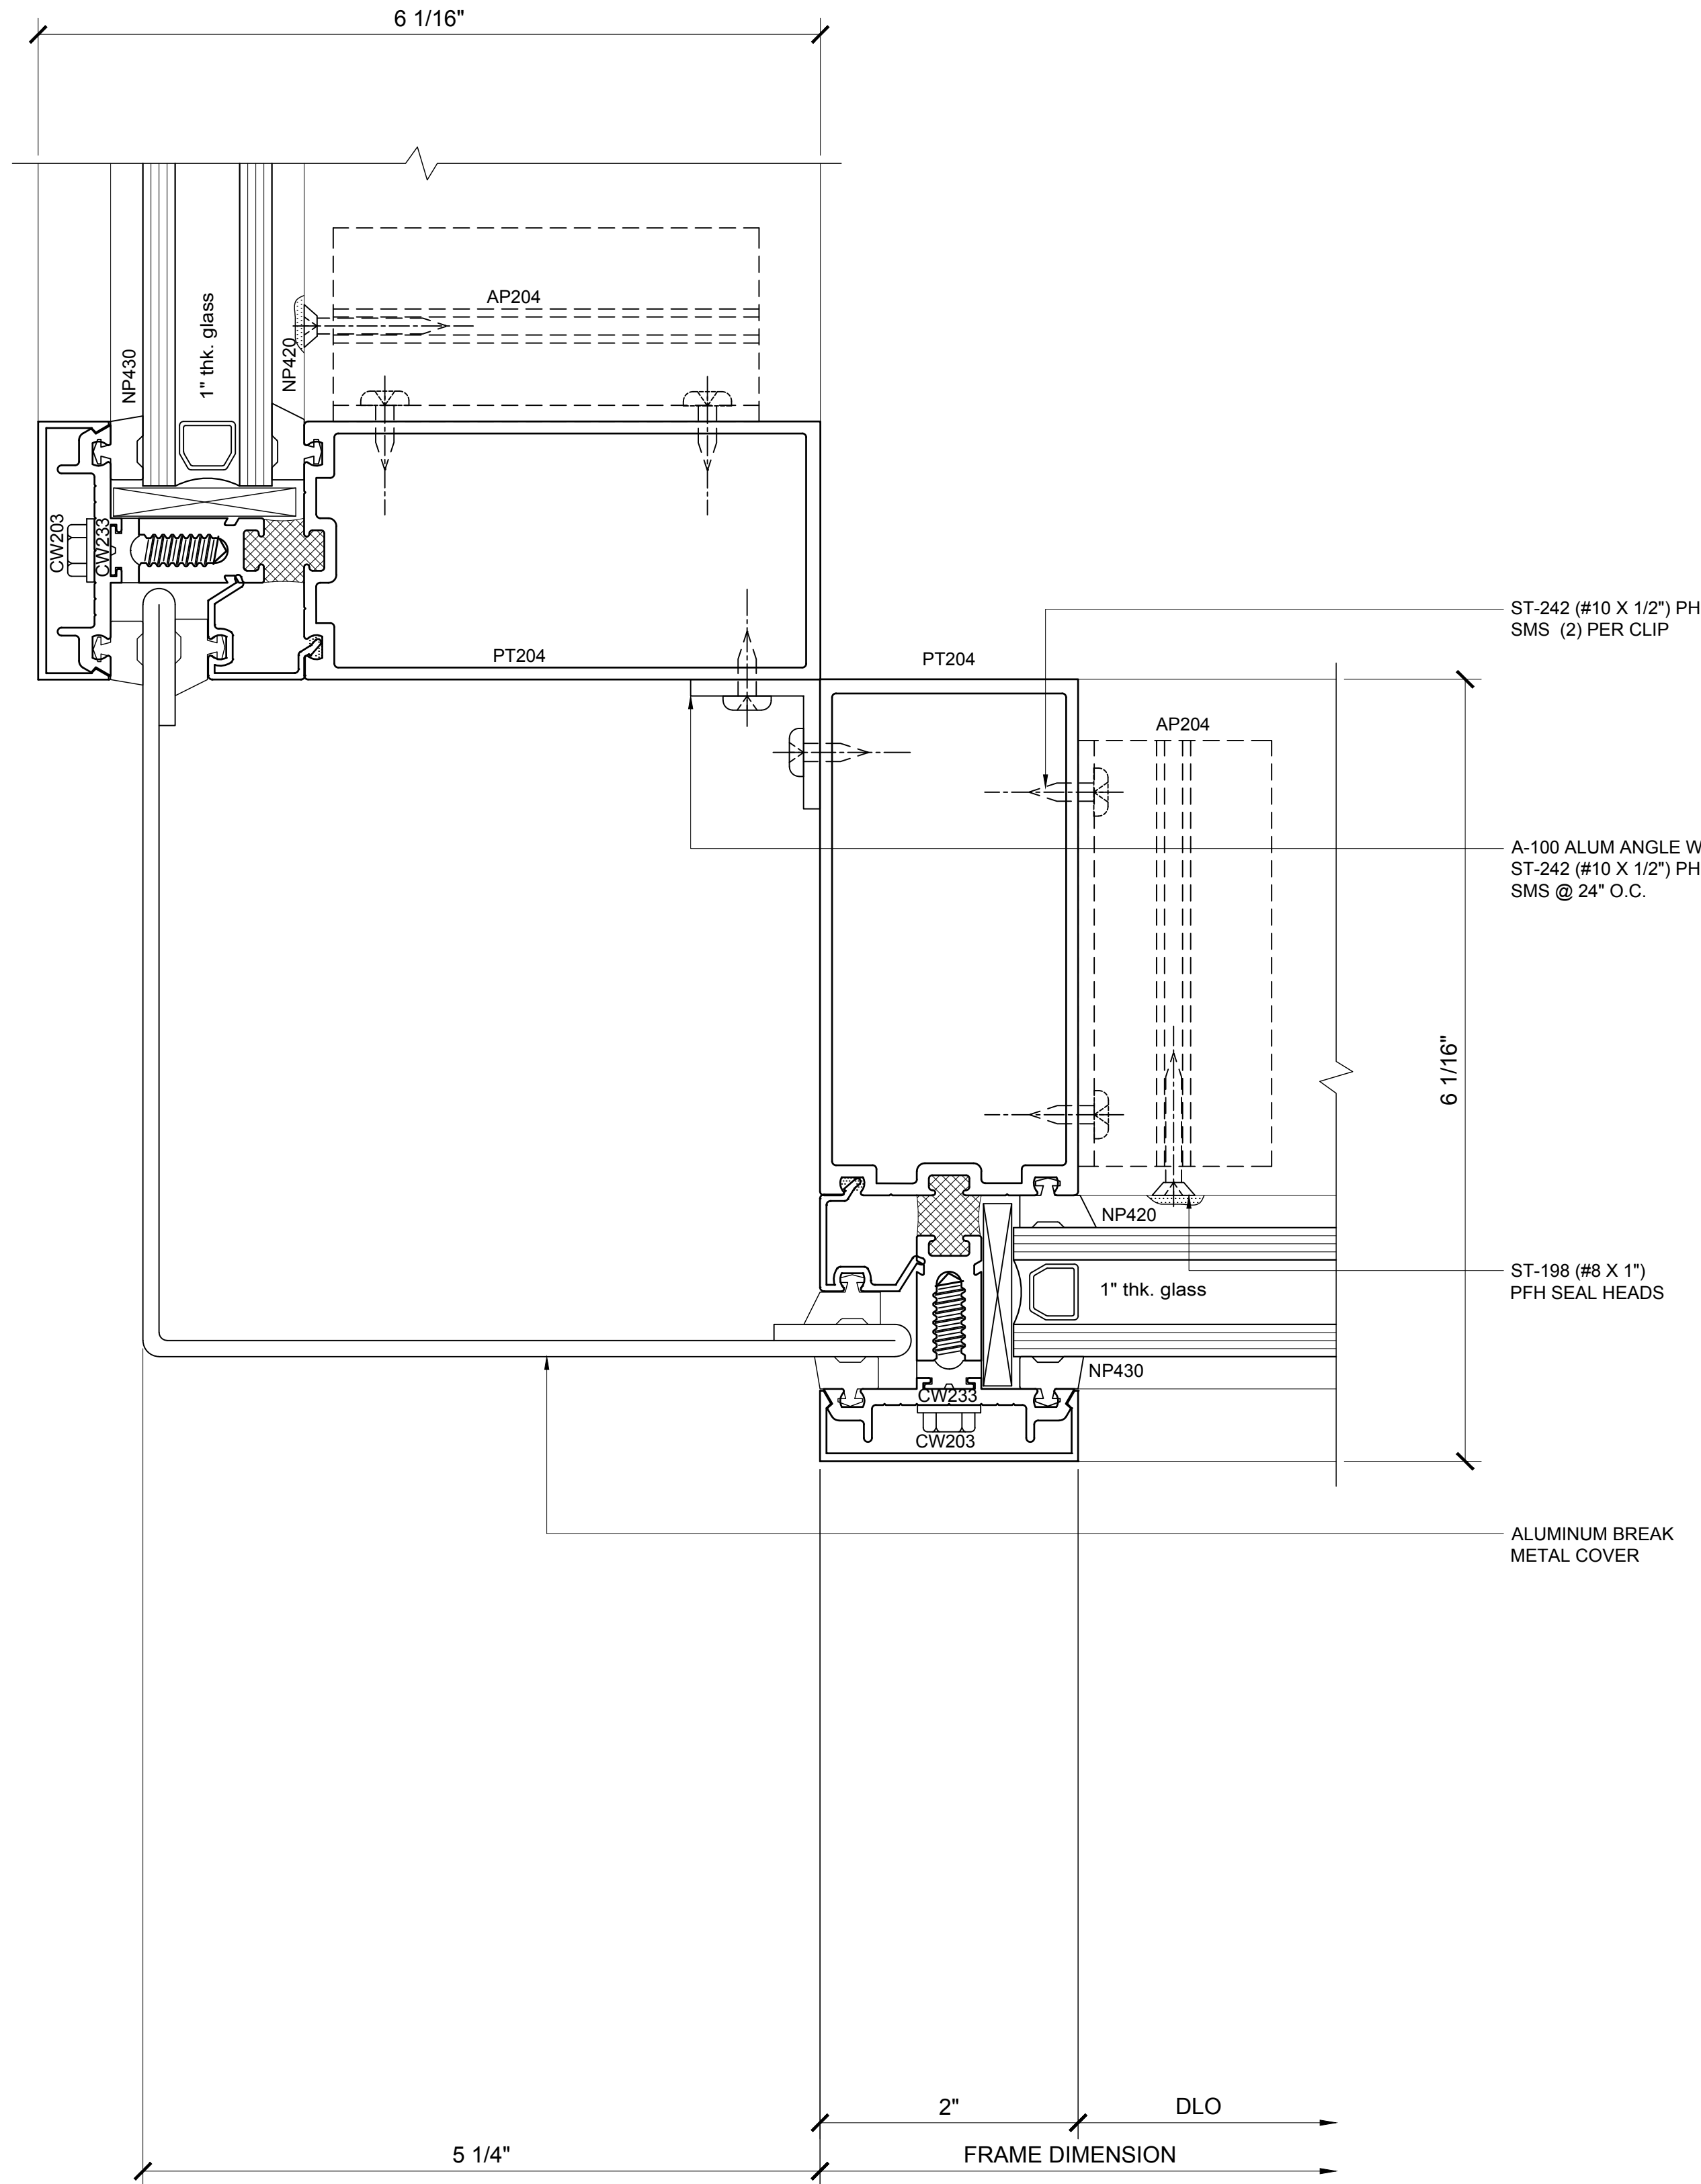 6 1/16"
AP204
1" thk. glass
NP430
NP420
CW203
CW233
PT204
PT204
ST-242 (#10 X 1/2") PH
SMS (2) PER CLIP
AP204
A-100 ALUM ANGLE W
ST-242 (#10 X 1/2") PH
SMS @ 24" O.C.
6 1/16"
NP420
1" thk. glass
ST-198 (#8 X 1")
PFH SEAL HEADS
NP430
CW233
CW203
ALUMINUM BREAK
METAL COVER
2"
DLO
5 1/4"
FRAME DIMENSION